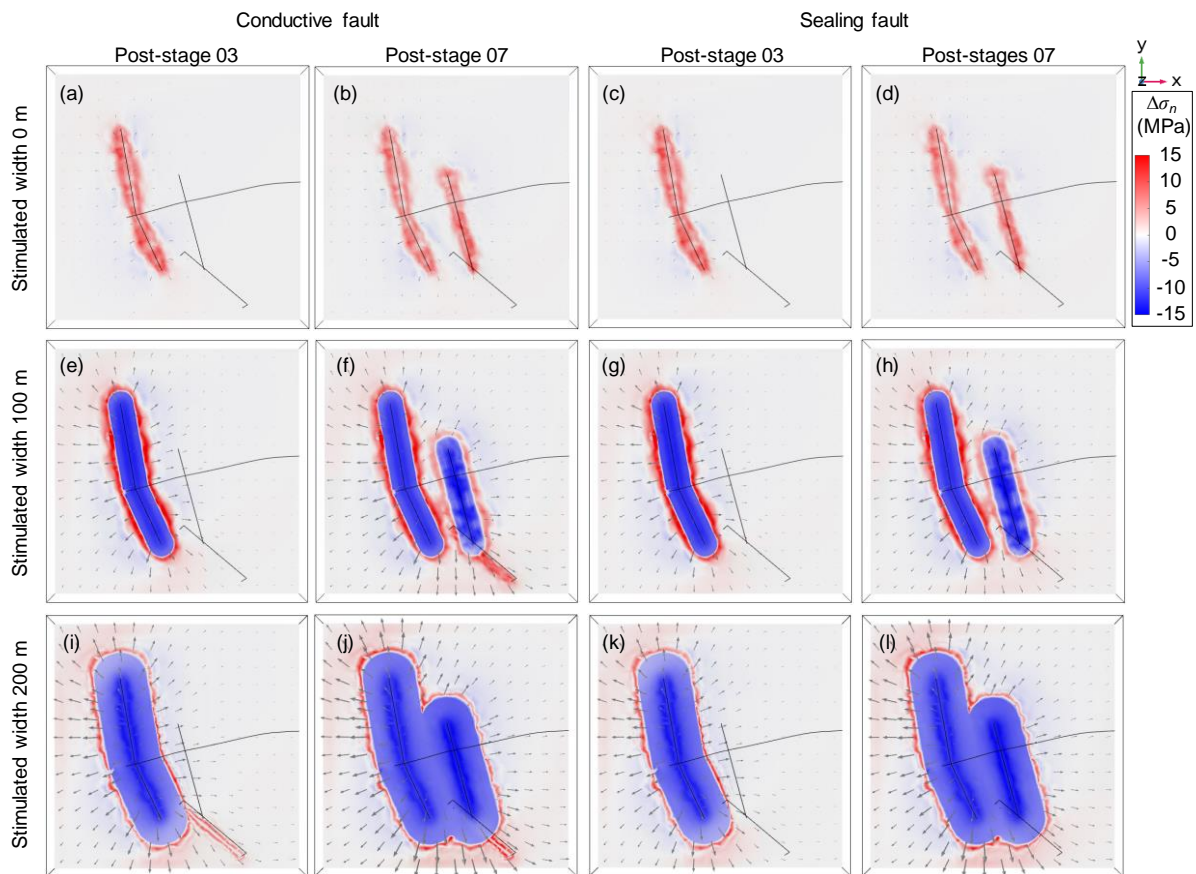 Conductive fault
Sealing fault
Post-stage 03
Post-stage 07
Post-stage 03
Post-stages 07
y
z
x
Δσn
(MPa)
15
10
5
0
-5
-10
-15
Stimulated width 0 m
(a)
(b)
(c)
(d)
Stimulated width 100 m
(e)
(f)
(g)
(h)
Stimulated width 200 m
(i)
(j)
(k)
(l)